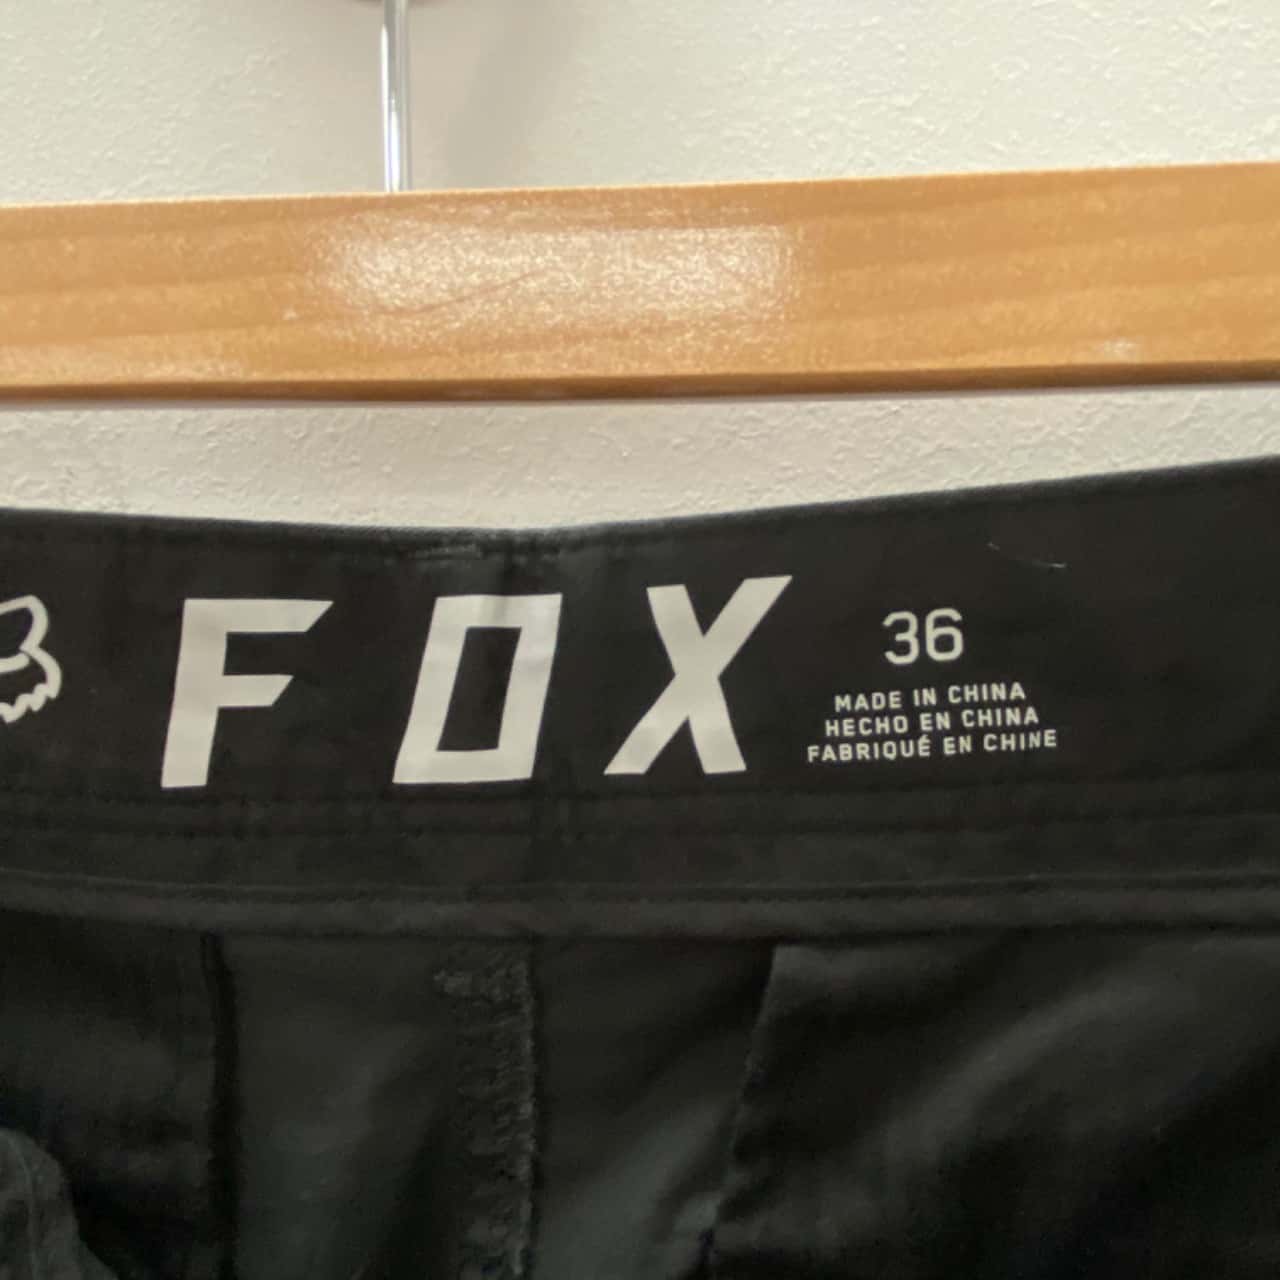 FOX
36
MADE IN CHINA
HECHO EN CHINA
FABRIQUÉ EN CHINE